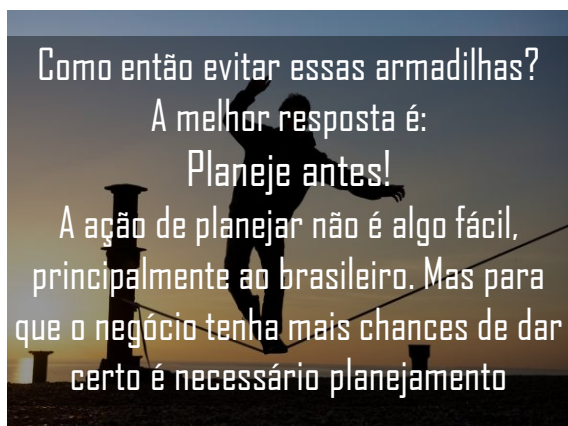 Como então evitar essas armadilhas?
A melhor resposta é:
Planeje antes!
A ação de planejar não é algo fácil,
principalmente ao brasileiro. Mas para
que o negócio tenha mais chances de dar
certo é necessário planejamento